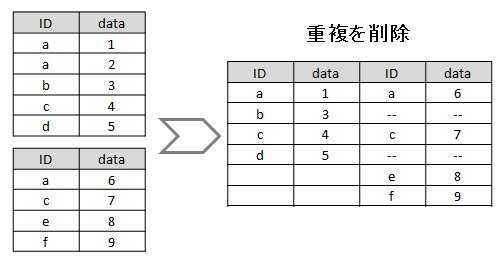 ID data
a 1
a 2
b 3
c 4
d 5
ID data
a 6
c 7
e 8
f 9
重複を削除
ID data ID data
a 1 a 6
b 3 -- --
c 4 c 7
d 5 -- --
e 8
f 9